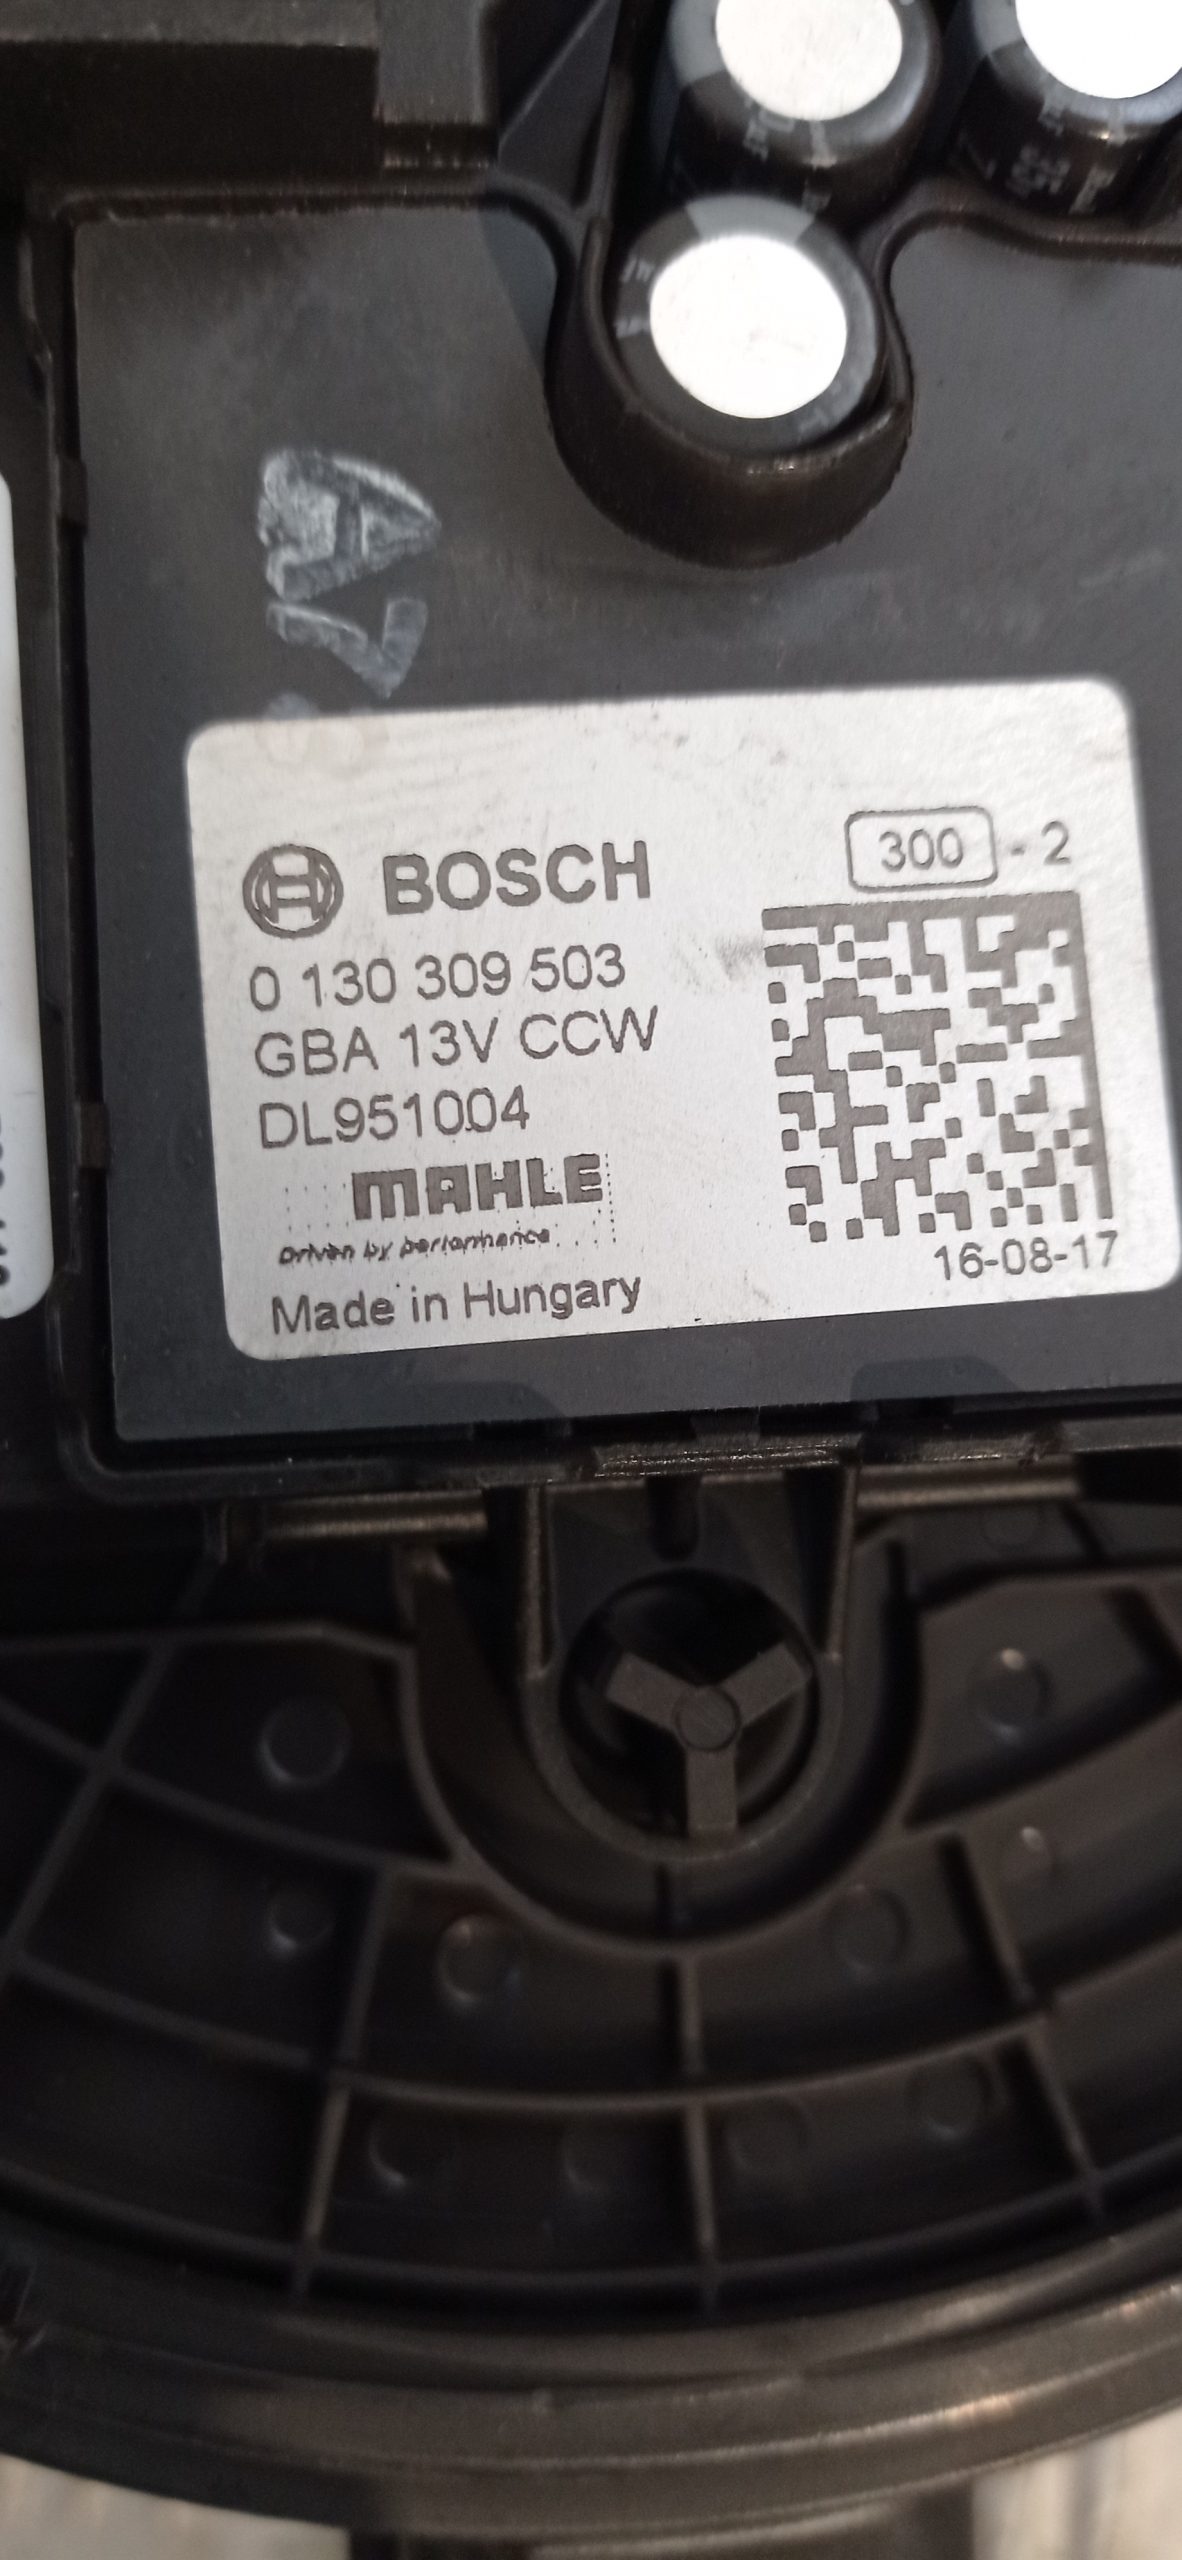 BOSCH
300 - 2
0 130 309 503
GBA 13V CCW
DL951004
MAHLE
Driven by performance
Made in Hungary
16-08-17